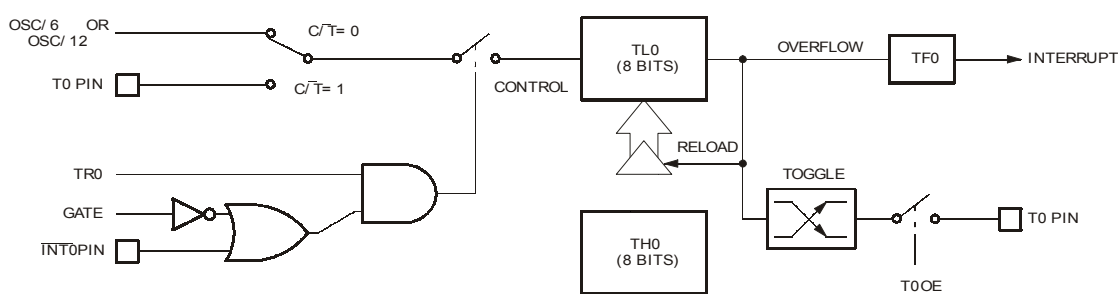 OSC/ 6 OR
OSC/ 12
C/T= 0
T0 PIN
C/T= 1
CONTROL
TL0
(8 BITS)
OVERFLOW
TF0
INTERRUPT
RELOAD
TOGGLE
TR0
GATE
INT0PIN
TH0
(8 BITS)
T0 PIN
T0OE